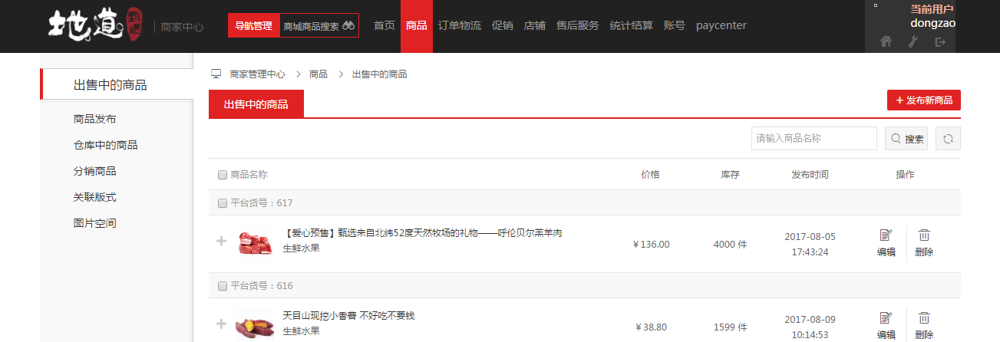 地道 甄选 商家中心
导航管理 商城商品搜索
首页 商品 订单物流 促销 店铺 售后服务 统计结算 账号 paycenter
当前用户
dongzao
出售中的商品
商品发布
仓库中的商品
分销商品
关联版式
图片空间
商家管理中心 > 商品 > 出售中的商品
出售中的商品
+ 发布新商品
请输入商品名称 搜索
商品名称 价格 库存 发布时间 操作
平台货号：617
【爱心预售】甄选来自北纬52度天然牧场的礼物——呼伦贝尔羔羊肉
生鲜水果
￥136.00 4000 件
2017-08-05
17:43:24
编辑 删除
平台货号：616
天目山现挖小香薯 不好吃不要钱
生鲜水果
￥38.80 1599 件
2017-08-09
10:14:53
编辑 删除